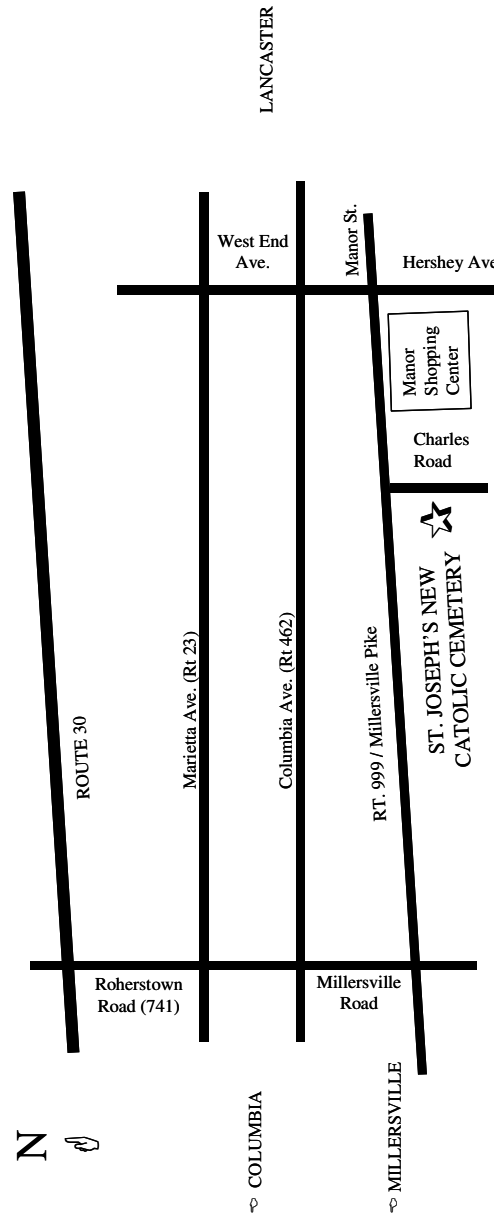 LANCASTER
West End
Ave.
Manor St.
Hershey Ave
Manor
Shopping
Center
Charles
Road
ST. JOSEPH'S NEW
CATOLIC CEMETERY
RT. 999 / Millersville Pike
Columbia Ave. (Rt 462)
Marietta Ave. (Rt 23)
ROUTE 30
Roherstown
Road (741)
Millersville
Road
N
COLUMBIA
MILLERSVILLE